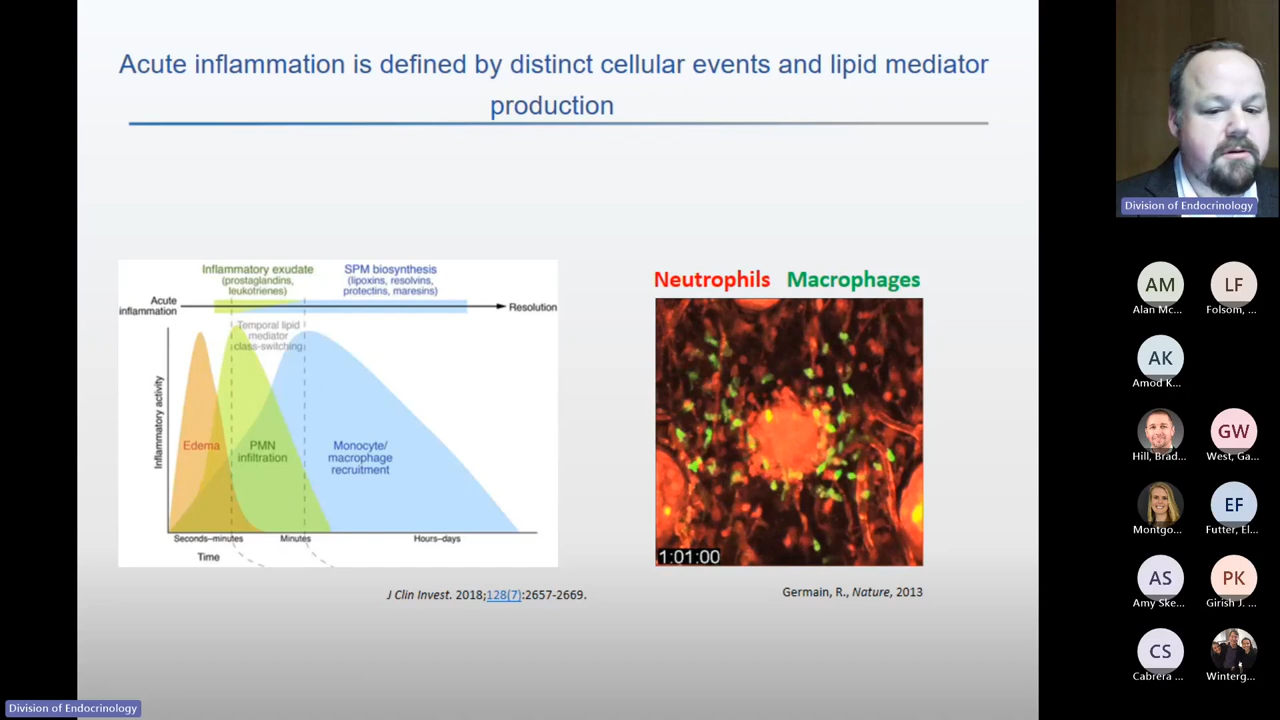 Acute inflammation is defined by distinct cellular events and lipid mediator
production
Inflammatory exudate
(prostaglandins,
leukotrienes)
SPM biosynthesis
(lipoxins, resolvins,
protectins, maresins)
Acute
inflammation
Resolution
Temporal lipid
mediator
class-switching
Inflammatory activity
Edema
PMN
infiltration
Monocyte/
macrophage
recruitment
Seconds–minutes
Minutes
Hours–days
Time
J Clin Invest. 2018;128(7):2657-2669.
Neutrophils Macrophages
1:01:00
Germain, R., Nature, 2013
Division of Endocrinology
AM
Alan Mc...
LF
Folsom, ...
AK
Amod K...
Hill, Brad...
GW
West, Ga...
Montgo...
EF
Futter, El...
AS
Amy Ske...
PK
Girish J. ...
CS
Cabrera ...
Winterg...
Division of Endocrinology